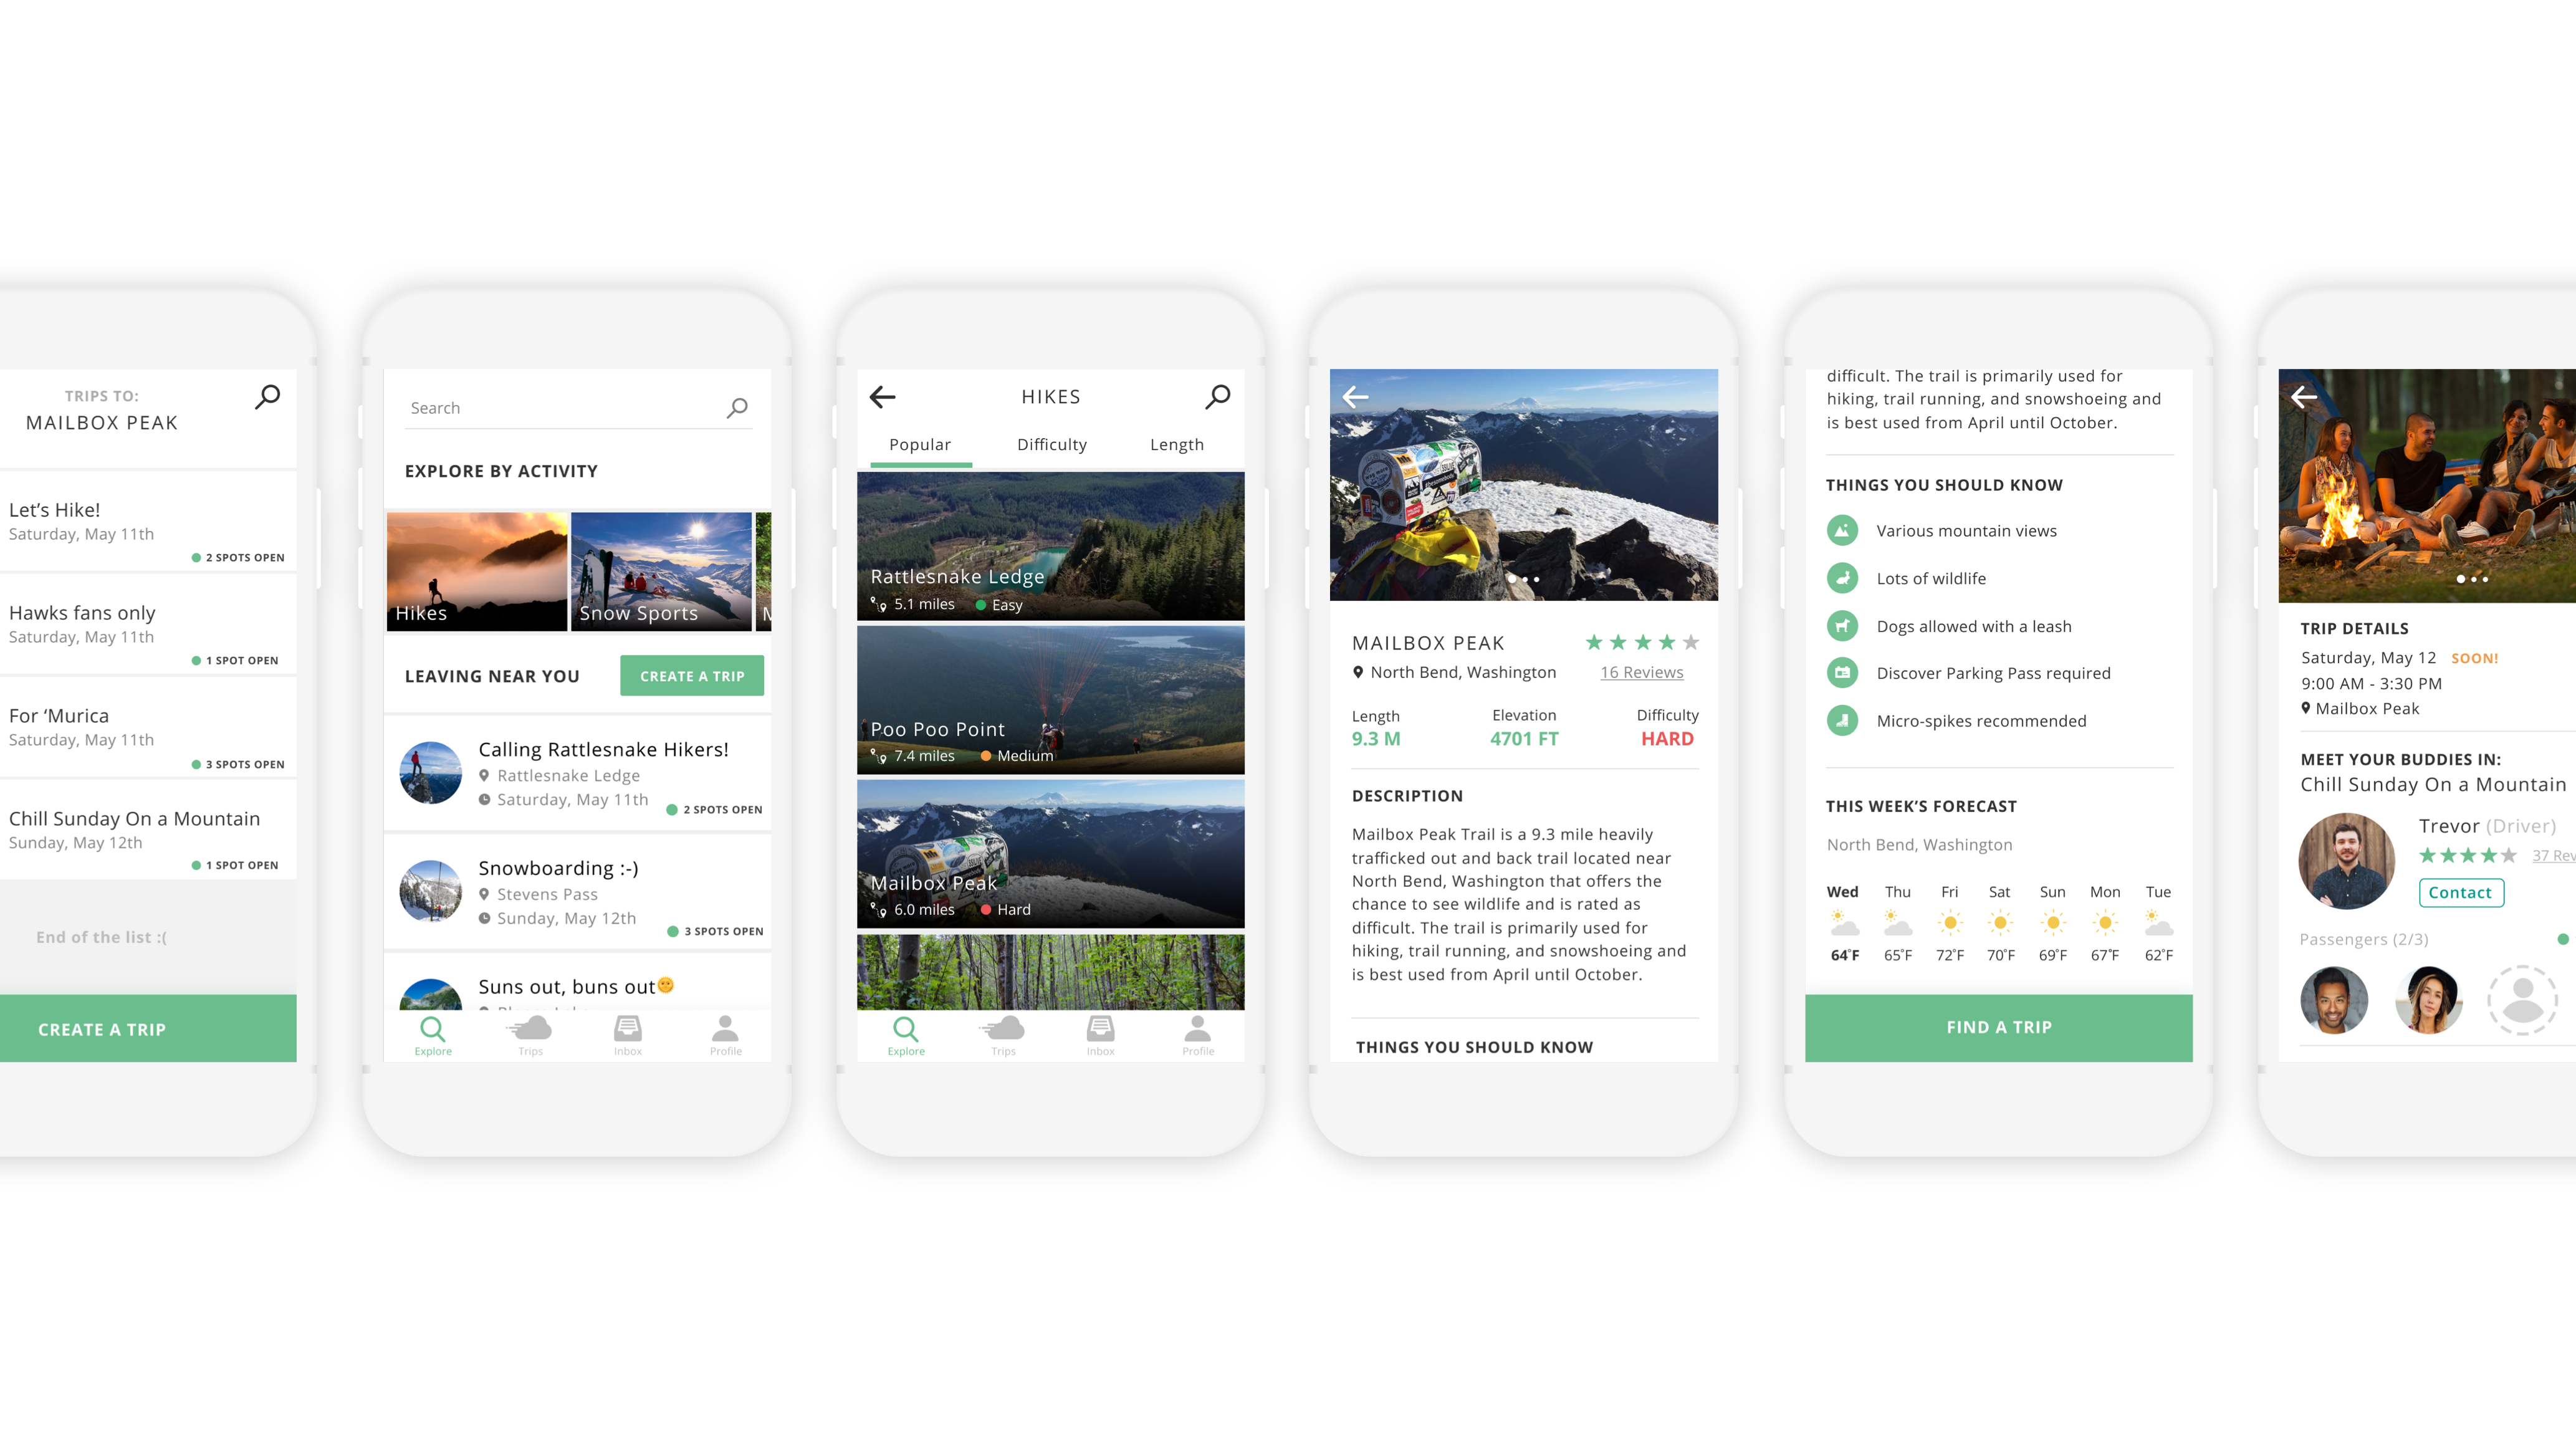 TRIPS TO:
MAILBOX PEAK
Let’s Hike!
Saturday, May 11th
2 SPOTS OPEN
Hawks fans only
Saturday, May 11th
1 SPOT OPEN
For ‘Murica
Saturday, May 11th
3 SPOTS OPEN
Chill Sunday On a Mountain
Sunday, May 12th
1 SPOT OPEN
End of the list :(
CREATE A TRIP
Search
EXPLORE BY ACTIVITY
Hikes
Snow Sports
M
LEAVING NEAR YOU
CREATE A TRIP
Calling Rattlesnake Hikers!
Rattlesnake Ledge
Saturday, May 11th
2 SPOTS OPEN
Snowboarding :-)
Stevens Pass
Sunday, May 12th
3 SPOTS OPEN
Suns out, buns out
Explore
Trips
Inbox
Profile
HIKES
Popular
Difficulty
Length
Rattlesnake Ledge
5.1 miles
Easy
Poo Poo Point
7.4 miles
Medium
Mailbox Peak
6.0 miles
Hard
Explore
Trips
Inbox
Profile
MAILBOX PEAK
North Bend, Washington
16 Reviews
Length
9.3 M
Elevation
4701 FT
Difficulty
HARD
DESCRIPTION
Mailbox Peak Trail is a 9.3 mile heavily
trafficked out and back trail located near
North Bend, Washington that offers the
chance to see wildlife and is rated as
difficult. The trail is primarily used for
hiking, trail running, and snowshoeing and
is best used from April until October.
THINGS YOU SHOULD KNOW
difficult. The trail is primarily used for
hiking, trail running, and snowshoeing and
is best used from April until October.
THINGS YOU SHOULD KNOW
Various mountain views
Lots of wildlife
Dogs allowed with a leash
Discover Parking Pass required
Micro-spikes recommended
THIS WEEK’S FORECAST
North Bend, Washington
Wed Thu Fri Sat Sun Mon Tue
64°F 65°F 72°F 70°F 69°F 67°F 62°F
FIND A TRIP
TRIP DETAILS
Saturday, May 12 SOON!
9:00 AM - 3:30 PM
Mailbox Peak
MEET YOUR BUDDIES IN:
Chill Sunday On a Mountain
Trevor (Driver)
37 Rev
Contact
Passengers (2/3)